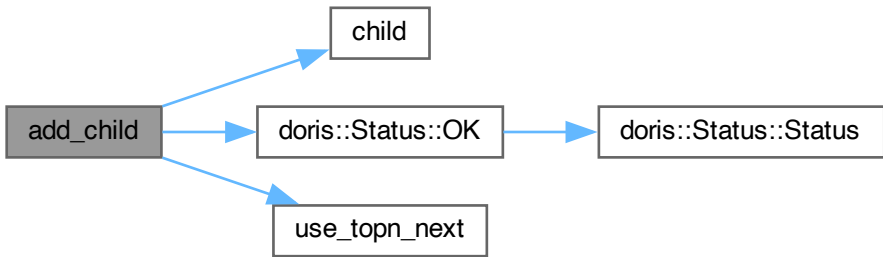 child
add_child
doris::Status::OK
doris::Status::Status
use_topn_next